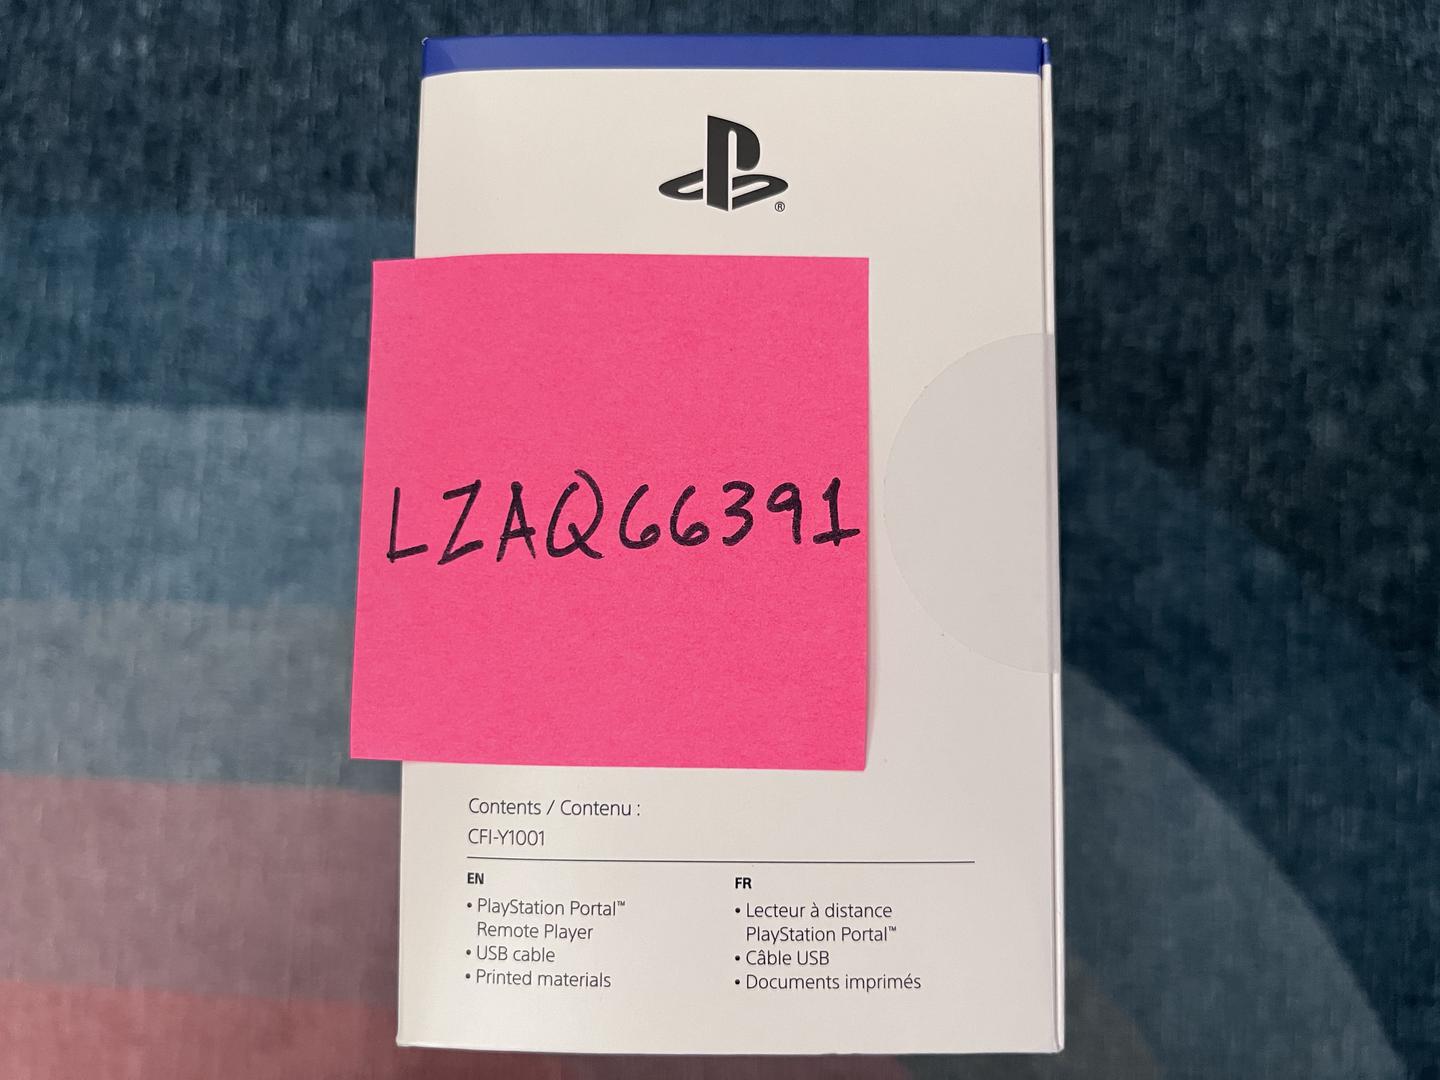 ®
LZAQ66391
Contents / Contenu :
CFI-Y1001
EN
• PlayStation Portal™
Remote Player
• USB cable
• Printed materials
FR
• Lecteur à distance
PlayStation Portal™
• Câble USB
• Documents imprimés